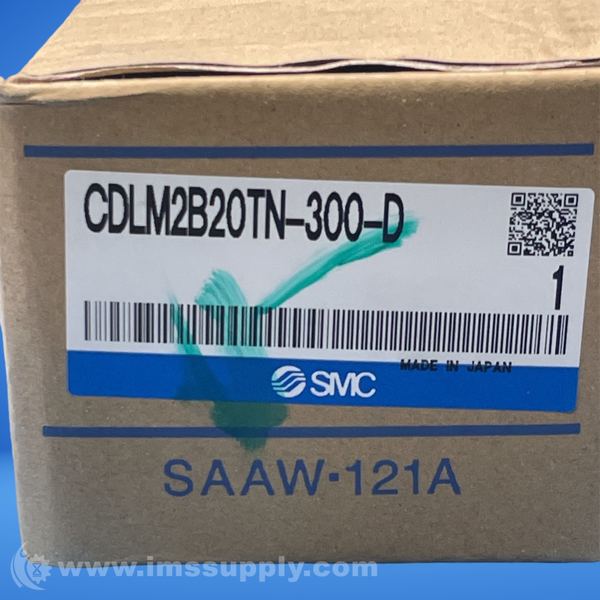 CDLM2B20TN-300-D
1
MADE IN JAPAN
SMC
SAAW·121A
www.imssupply.com